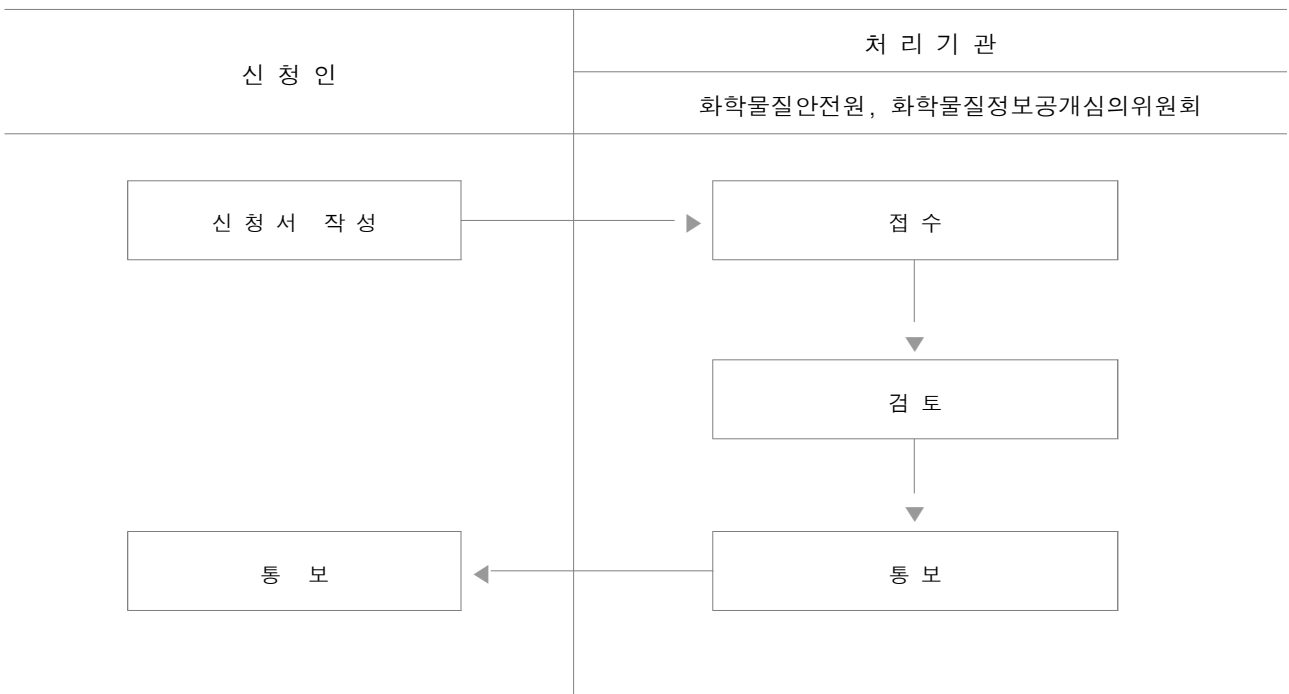 신 청 인
처 리 기 관
화학물질안전원, 화학물질정보공개심의위원회
신 청 서 작 성
접 수
검 토
통 보
통 보